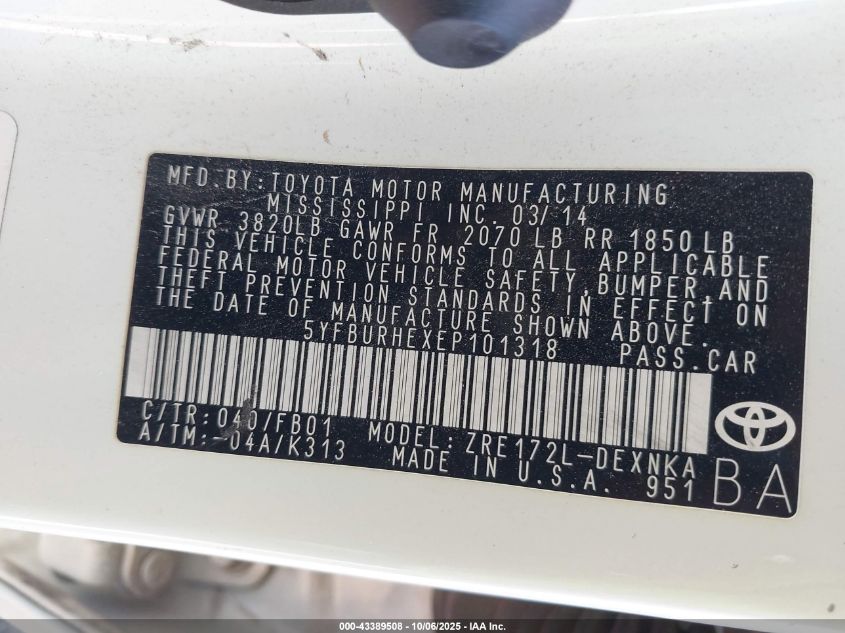 MFD.BY:TOYOTA MOTOR MANUFACTURING
MISSISSIPPI INC. 03/14
GVWR 3820LB GAWR FR 2070 LB RR 1850 LB
THIS VEHICLE CONFORMS TO ALL APPLICABLE
FEDERAL MOTOR VEHICLE SAFETY,BUMPER,AND
THEFT PREVENTION STANDARDS IN EFFECT ON
THE DATE OF MANUFACTURE SHOWN ABOVE.
5YFBURHEXEP101318 PASS.CAR
C/TR:040/FB01 MODEL:ZRE172L-DEXNKA
A/TM:-04A/K313 MADE IN U.S.A. 951
BA
000-43389508 - 10/06/2025 - IAA Inc.